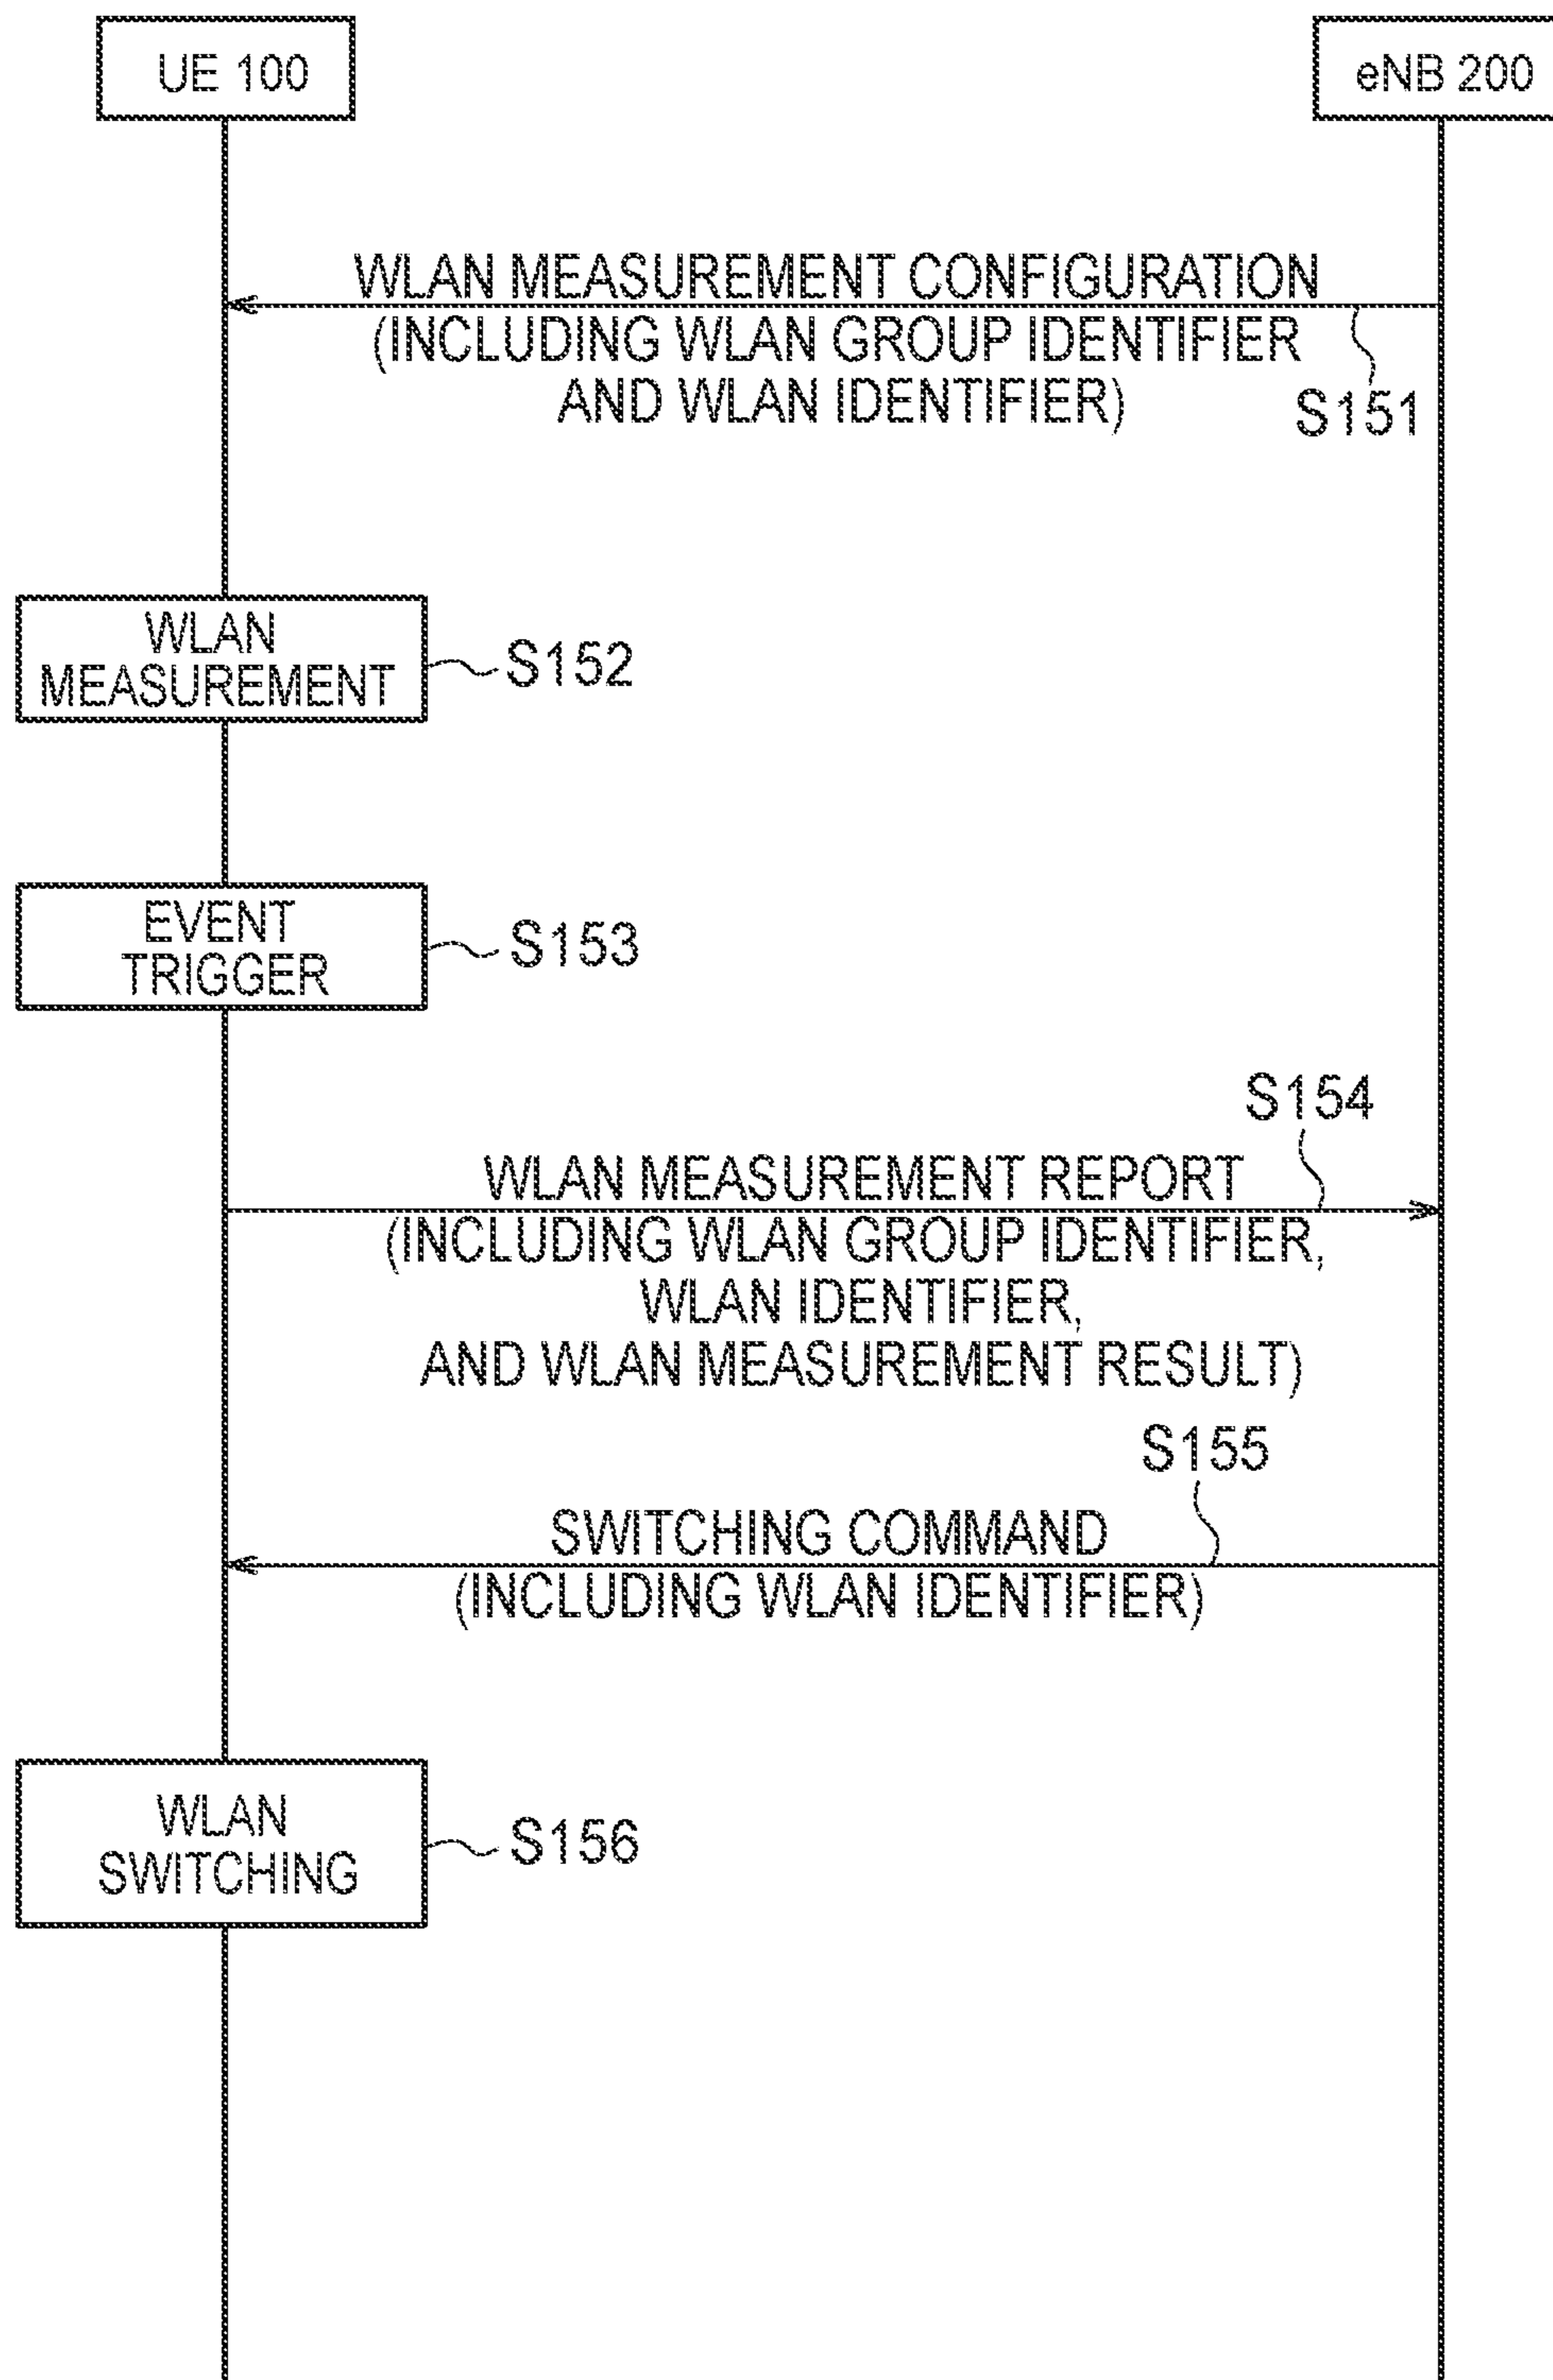 UE 100
eNB 200
WLAN MEASUREMENT CONFIGURATION
(INCLUDING WLAN GROUP IDENTIFIER
AND WLAN IDENTIFIER)
S151
WLAN
MEASUREMENT
S152
EVENT
TRIGGER
S153
S154
WLAN MEASUREMENT REPORT
(INCLUDING WLAN GROUP IDENTIFIER,
WLAN IDENTIFIER,
AND WLAN MEASUREMENT RESULT)
S155
SWITCHING COMMAND
(INCLUDING WLAN IDENTIFIER)
WLAN
SWITCHING
S156